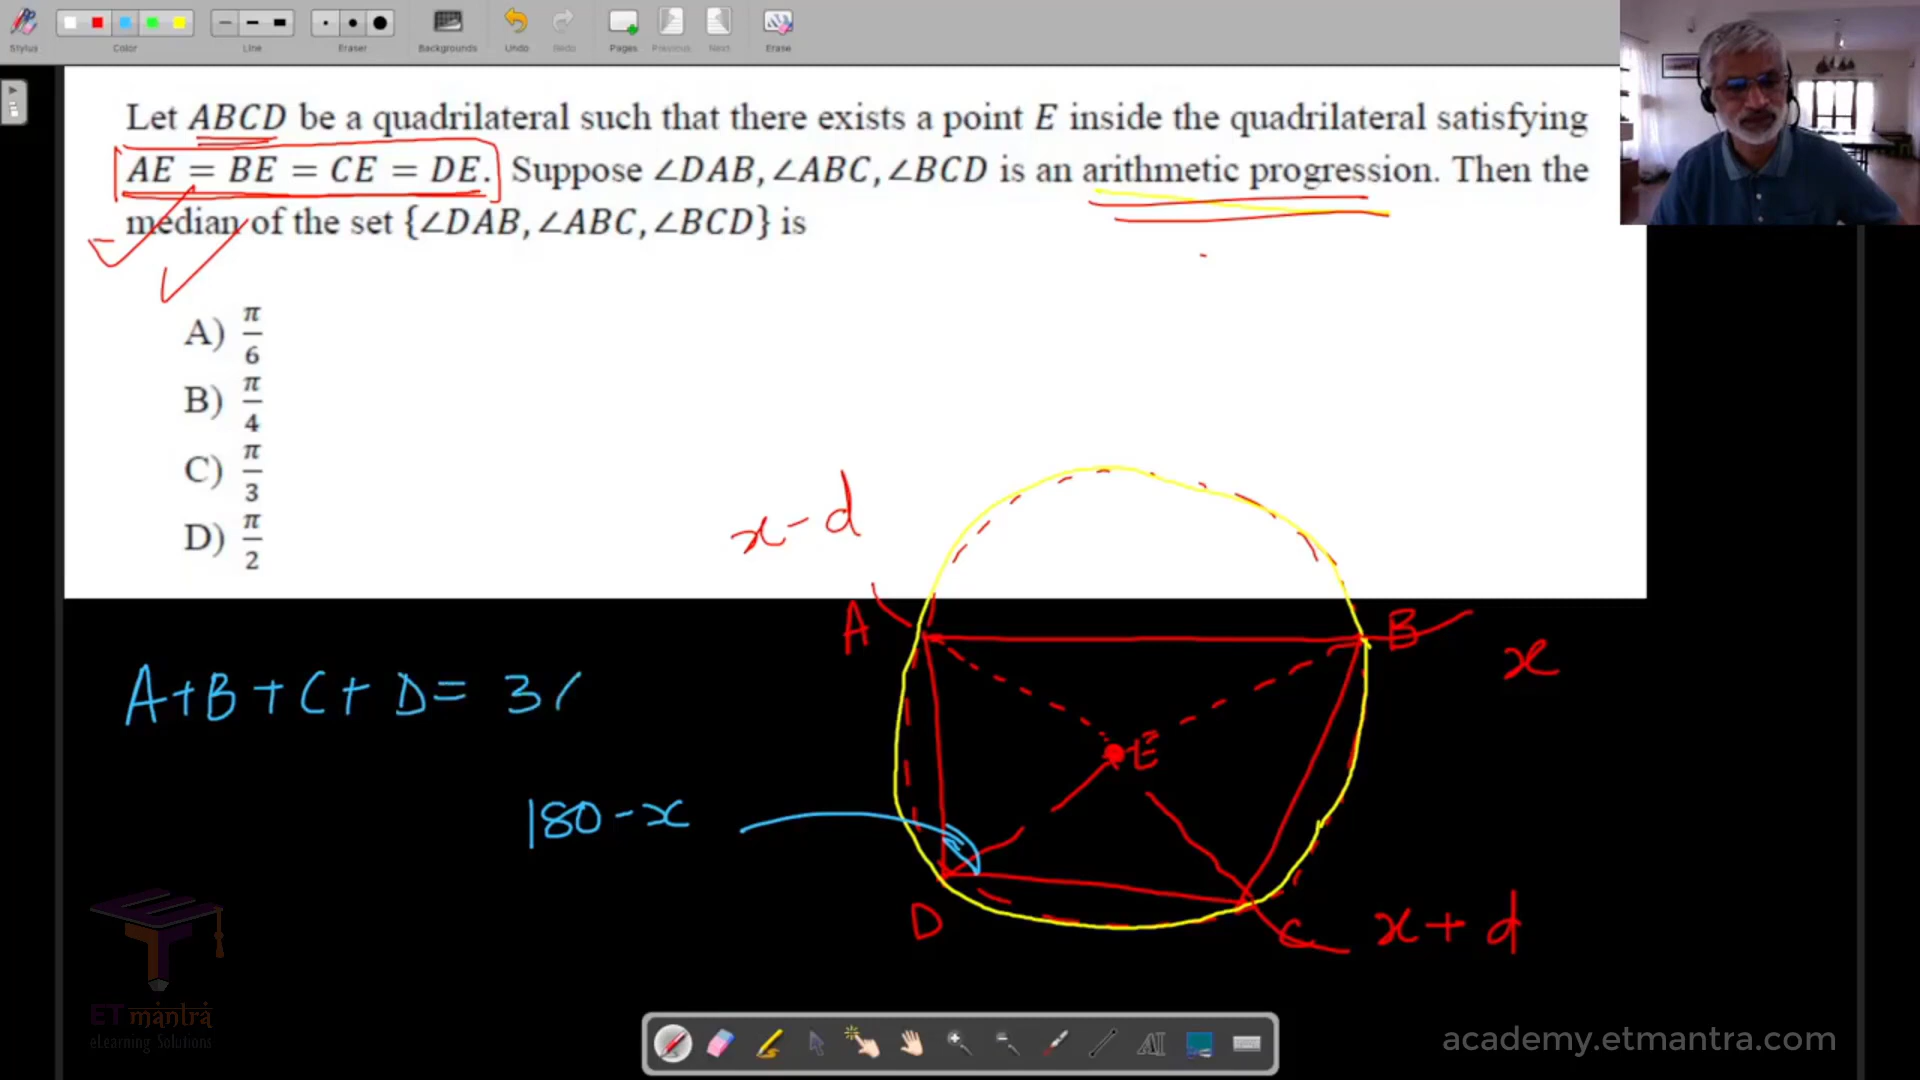 Stylus
Color
Line
Eraser
Backgrounds
Undo
Redo
Pages
Previous
Next
Erase
Let ABCD be a quadrilateral such that there exists a point E inside the quadrilateral satisfying
AE = BE = CE = DE. Suppose ∠DAB, ∠ABC, ∠BCD is an arithmetic progression. Then the
median of the set {∠DAB, ∠ABC, ∠BCD} is
A) π/6
B) π/4
C) π/3
D) π/2
x - d
A
B
x
A + B + C + D = 3
E
180 - x
D
C
x + d
ET mantra
eLearning Solutions
AI
academy.etmantra.com